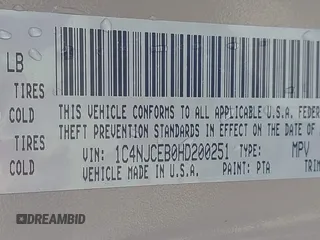 LB
TIRES
COLD
THIS VEHICLE CONFORMS TO ALL APPLICABLE U.S.A. FEDER
TIRES
THEFT PREVENTION STANDARDS IN EFFECT ON THE DATE OF
COLD
VIN: 1C4NJCEB0HD200251 TYPE: MPV
VEHICLE MADE IN U.S.A. PAINT: PTA TRIM
DREAMBID